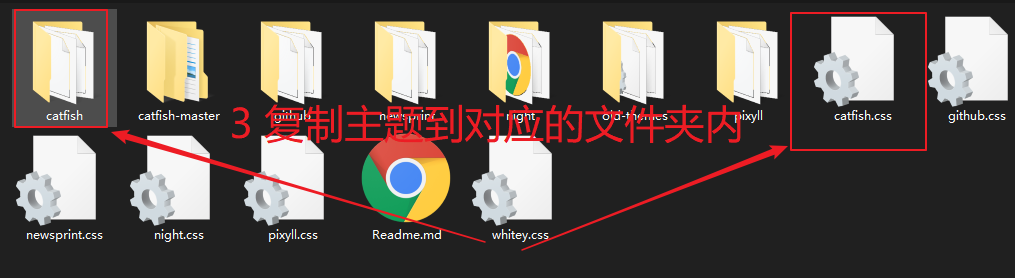 catfish
catfish-master
github
newsprint
night
old-themes
pixyll
catfish.css
github.css
3 复制主题到对应的文件夹内
newsprint.css
night.css
pixyll.css
Readme.md
whitey.css